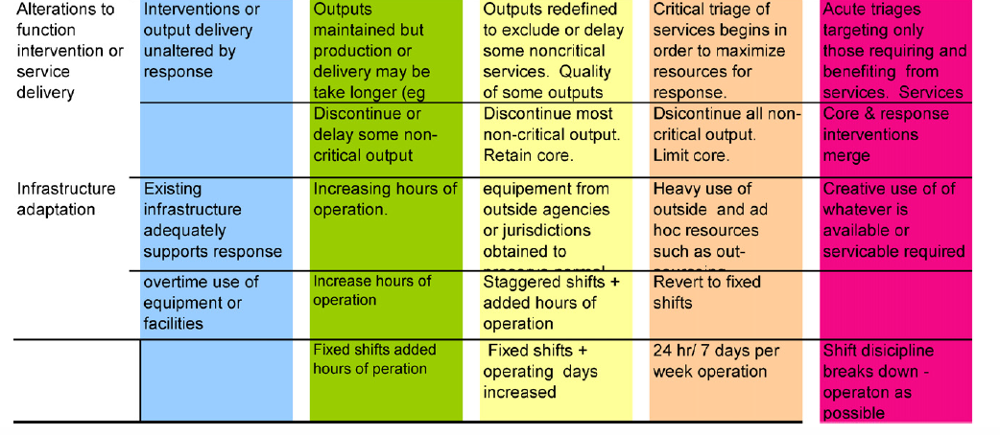 Alterations to
function
intervention or
service
delivery
Interventions or
output delivery
unaltered by
response
Outputs
maintained but
production or
delivery may be
take longer (eg
Outputs redefined
to exclude or delay
some noncritical
services. Quality
of some outputs
Critical triage of
services begins in
order to maximize
resources for
response.
Acute triages
targeting only
those requiring and
benefiting from
services. Services
Discontinue or
delay some non-
critical output
Discontinue most
non-critical output.
Retain core.
Dsicontinue all non-
critical output.
Limit core.
Core & response
interventions
merge
Infrastructure
adaptation
Existing
infrastructure
adequately
supports response
Increasing hours of
operation.
equipement from
outside agencies
or jurisdictions
obtained to
preserve normal
Heavy use of
outside and ad
hoc resources
such as out-
sourcing
Creative use of of
whatever is
available or
servicable required
overtime use of
equipment or
facilities
Increase hours of
operation
Staggered shifts +
added hours of
operation
Revert to fixed
shifts
Fixed shifts added
hours of peration
Fixed shifts +
operating days
increased
24 hr/ 7 days per
week operation
Shift disicipline
breaks down -
operaton as
possible